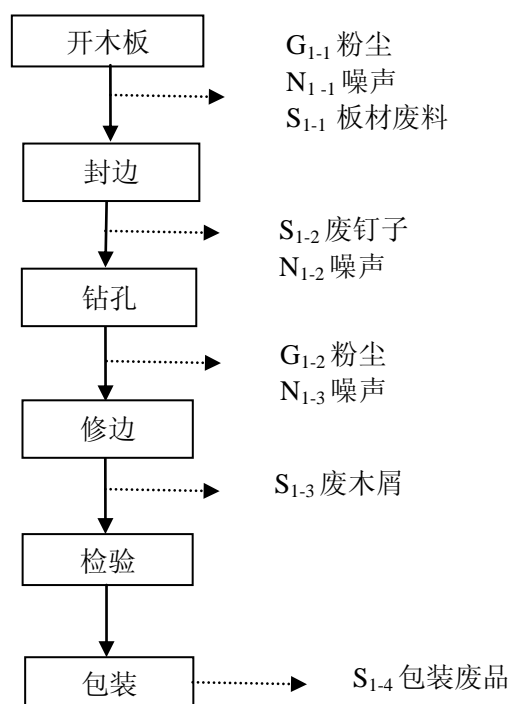 开木板
G1-1 粉尘
N1-1 噪声
S1-1 板材废料
封边
S1-2 废钉子
N1-2 噪声
钻孔
G1-2 粉尘
N1-3 噪声
修边
S1-3 废木屑
检验
包装
S1-4 包装废品